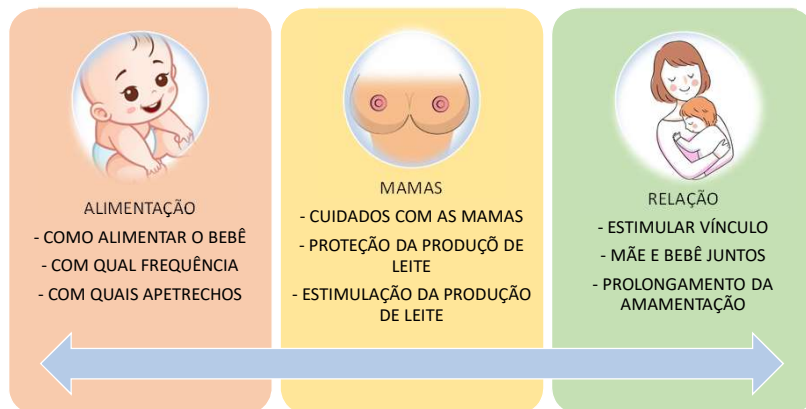 ALIMENTAÇÃO
- COMO ALIMENTAR O BEBÊ
- COM QUAL FREQUÊNCIA
- COM QUAIS APETRECHOS
MAMAS
- CUIDADOS COM AS MAMAS
- PROTEÇÃO DA PRODUÇÕ DE
LEITE
- ESTIMULAÇÃO DA PRODUÇÃO
DE LEITE
RELAÇÃO
- ESTIMULAR VÍNCULO
- MÃE E BEBÊ JUNTOS
- PROLONGAMENTO DA
AMAMENTAÇÃO